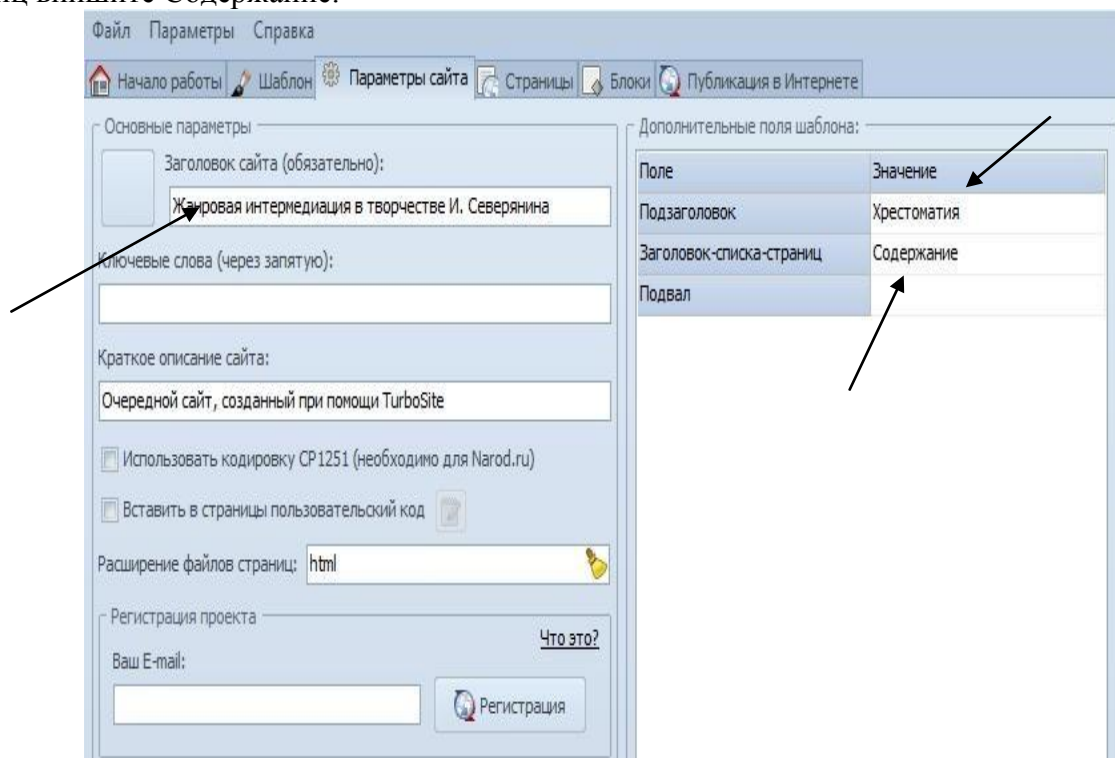 иц впишите Содержание.
Файл Параметры Справка
Начало работы Шаблон Параметры сайта Страницы Блоки Публикация в Интернете
Основные параметры
Заголовок сайта (обязательно):
Жанровая интермедиация в творчестве И. Северянина
Ключевые слова (через запятую):
Краткое описание сайта:
Очередной сайт, созданный при помощи TurboSite
Использовать кодировку CP1251 (необходимо для Narod.ru)
Вставить в страницы пользовательский код
Расширение файлов страниц: html
Регистрация проекта
Что это?
Ваш E-mail:
Регистрация
Дополнительные поля шаблона:
Поле Значение
Подзаголовок Хрестоматия
Заголовок-списка-страниц Содержание
Подвал